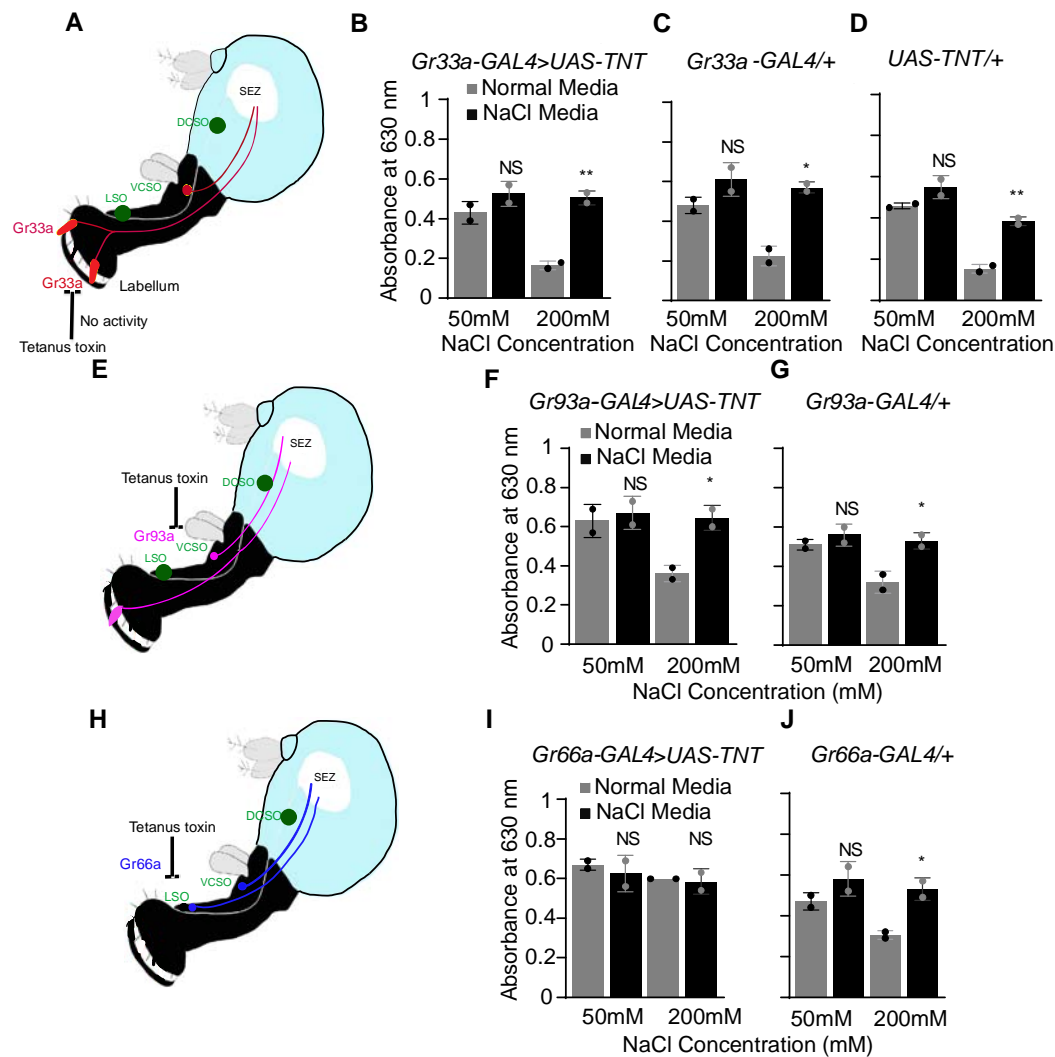 A
SEZ
DCSO
VCSO
LSO
Gr33a
Gr33a
Labellum
No activity
Tetanus toxin
B
Gr33a-GAL4>UAS-TNT
Normal Media
NaCl Media
Absorbance at 630 nm
1
0.8
0.6
0.4
0.2
0
NS
**
50mM 200mM
NaCl Concentration
C
Gr33a -GAL4/+
NS
*
50mM 200mM
NaCl Concentration
D
UAS-TNT/+
NS
**
50mM 200mM
NaCl Concentration
E
SEZ
DCSO
Tetanus toxin
Gr93a
VCSO
LSO
F
Gr93a-GAL4>UAS-TNT
Normal Media
NaCl Media
Absorbance at 630 nm
1
0.8
0.6
0.4
0.2
0
NS
*
50mM 200mM
G
Gr93a-GAL4/+
NS
*
50mM 200mM
NaCl Concentration (mM)
H
SEZ
DCSO
Tetanus toxin
Gr66a
VCSO
LSO
I
Gr66a-GAL4>UAS-TNT
Normal Media
NaCl Media
Absorbance at 630 nm
1
0.8
0.6
0.4
0.2
0
NS
NS
50mM 200mM
J
Gr66a-GAL4/+
NS
*
50mM 200mM
NaCl Concentration (mM)